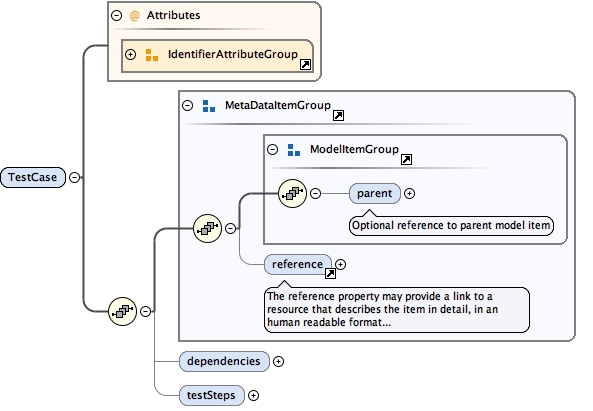 @ Attributes
IdentifierAttributeGroup
MetaDataItemGroup
ModelItemGroup
TestCase
parent
Optional reference to parent model item
reference
The reference property may provide a link to a
resource that describes the item in detail, in an
human readable format...
dependencies
testSteps